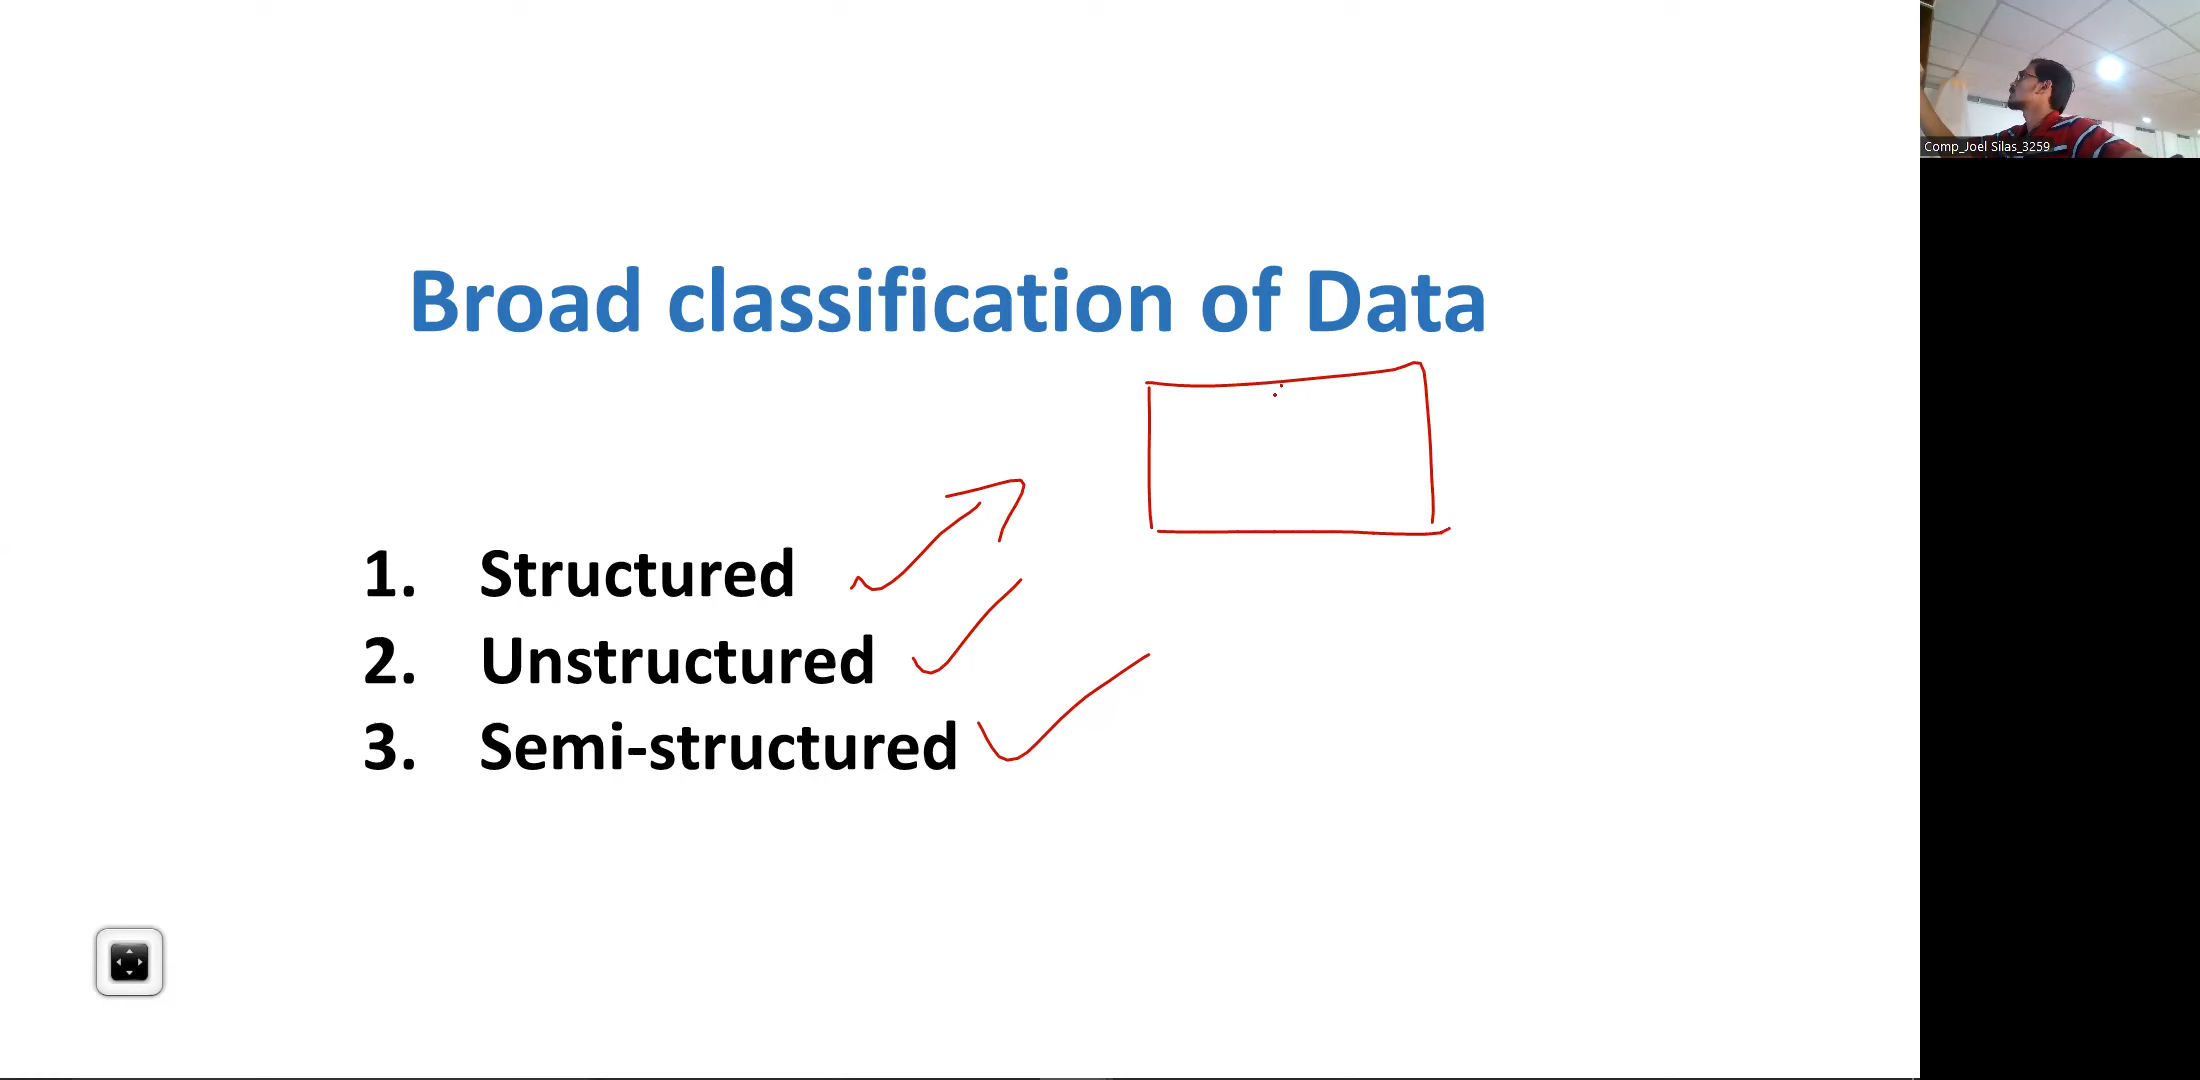 Broad classification of Data
1. Structured
2. Unstructured
3. Semi-structured
Comp_Joel Silas_3259